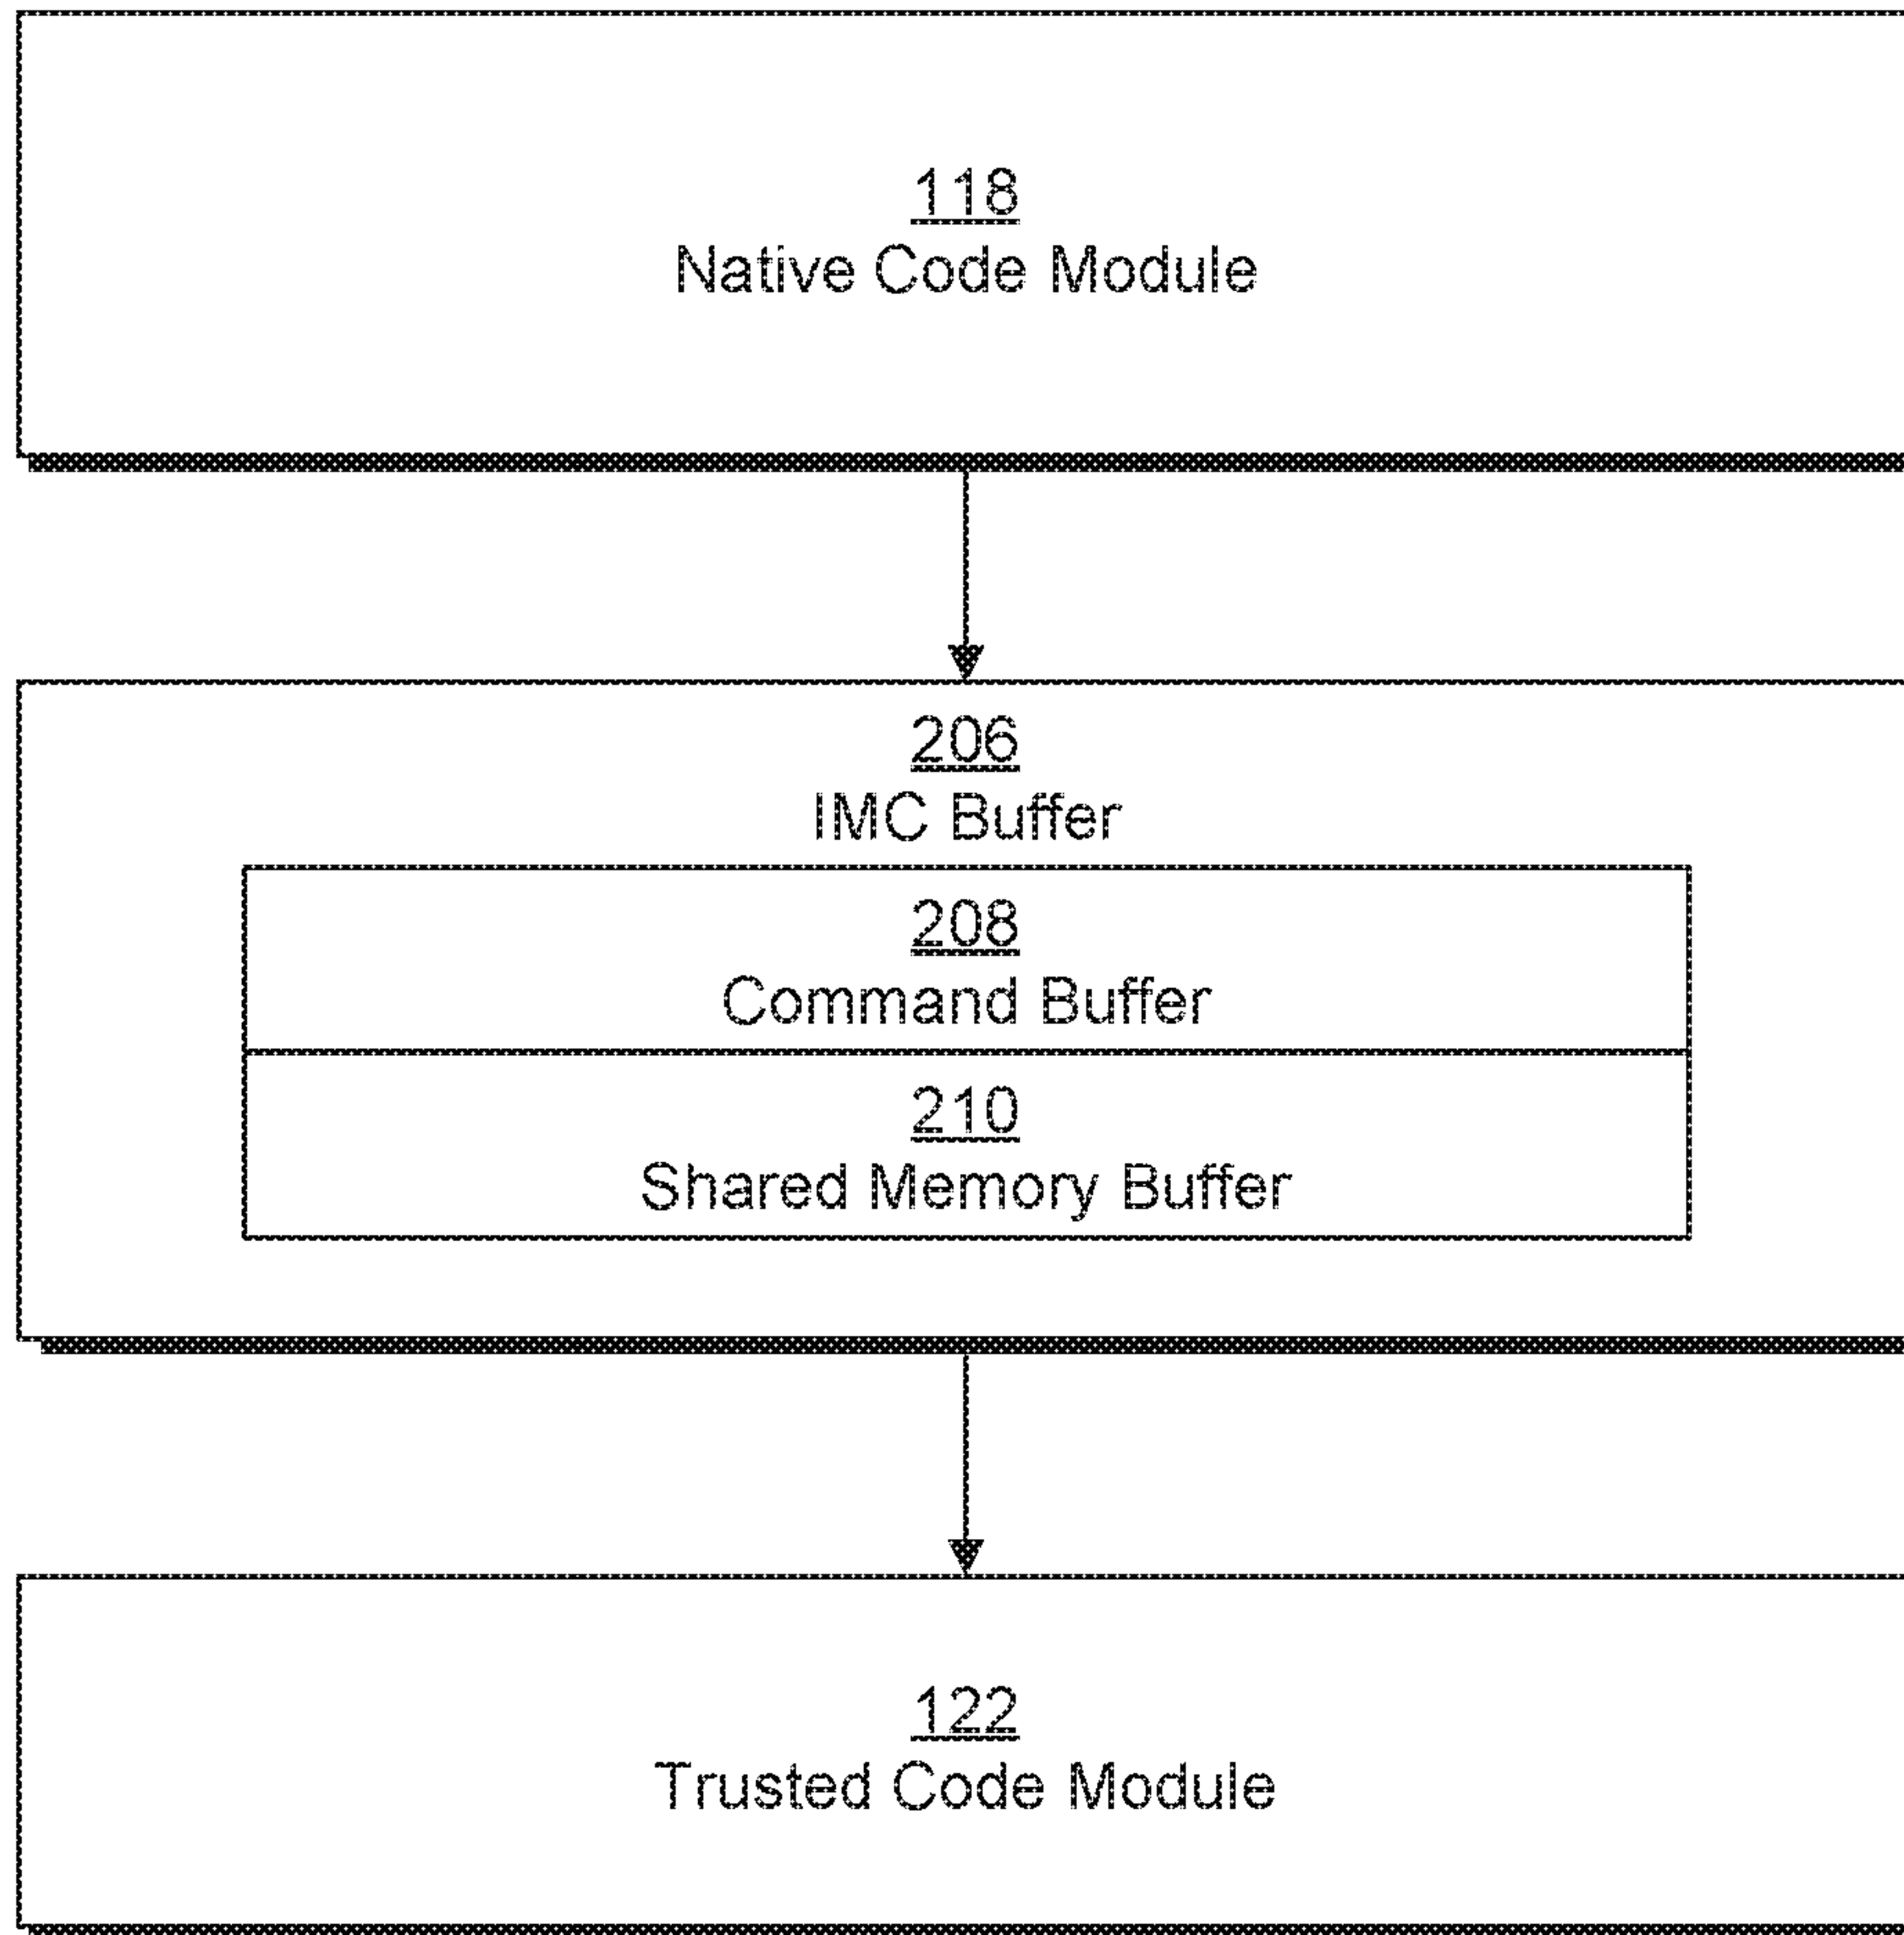 118
Native Code Module
206
IMC Buffer
208
Command Buffer
210
Shared Memory Buffer
122
Trusted Code Module